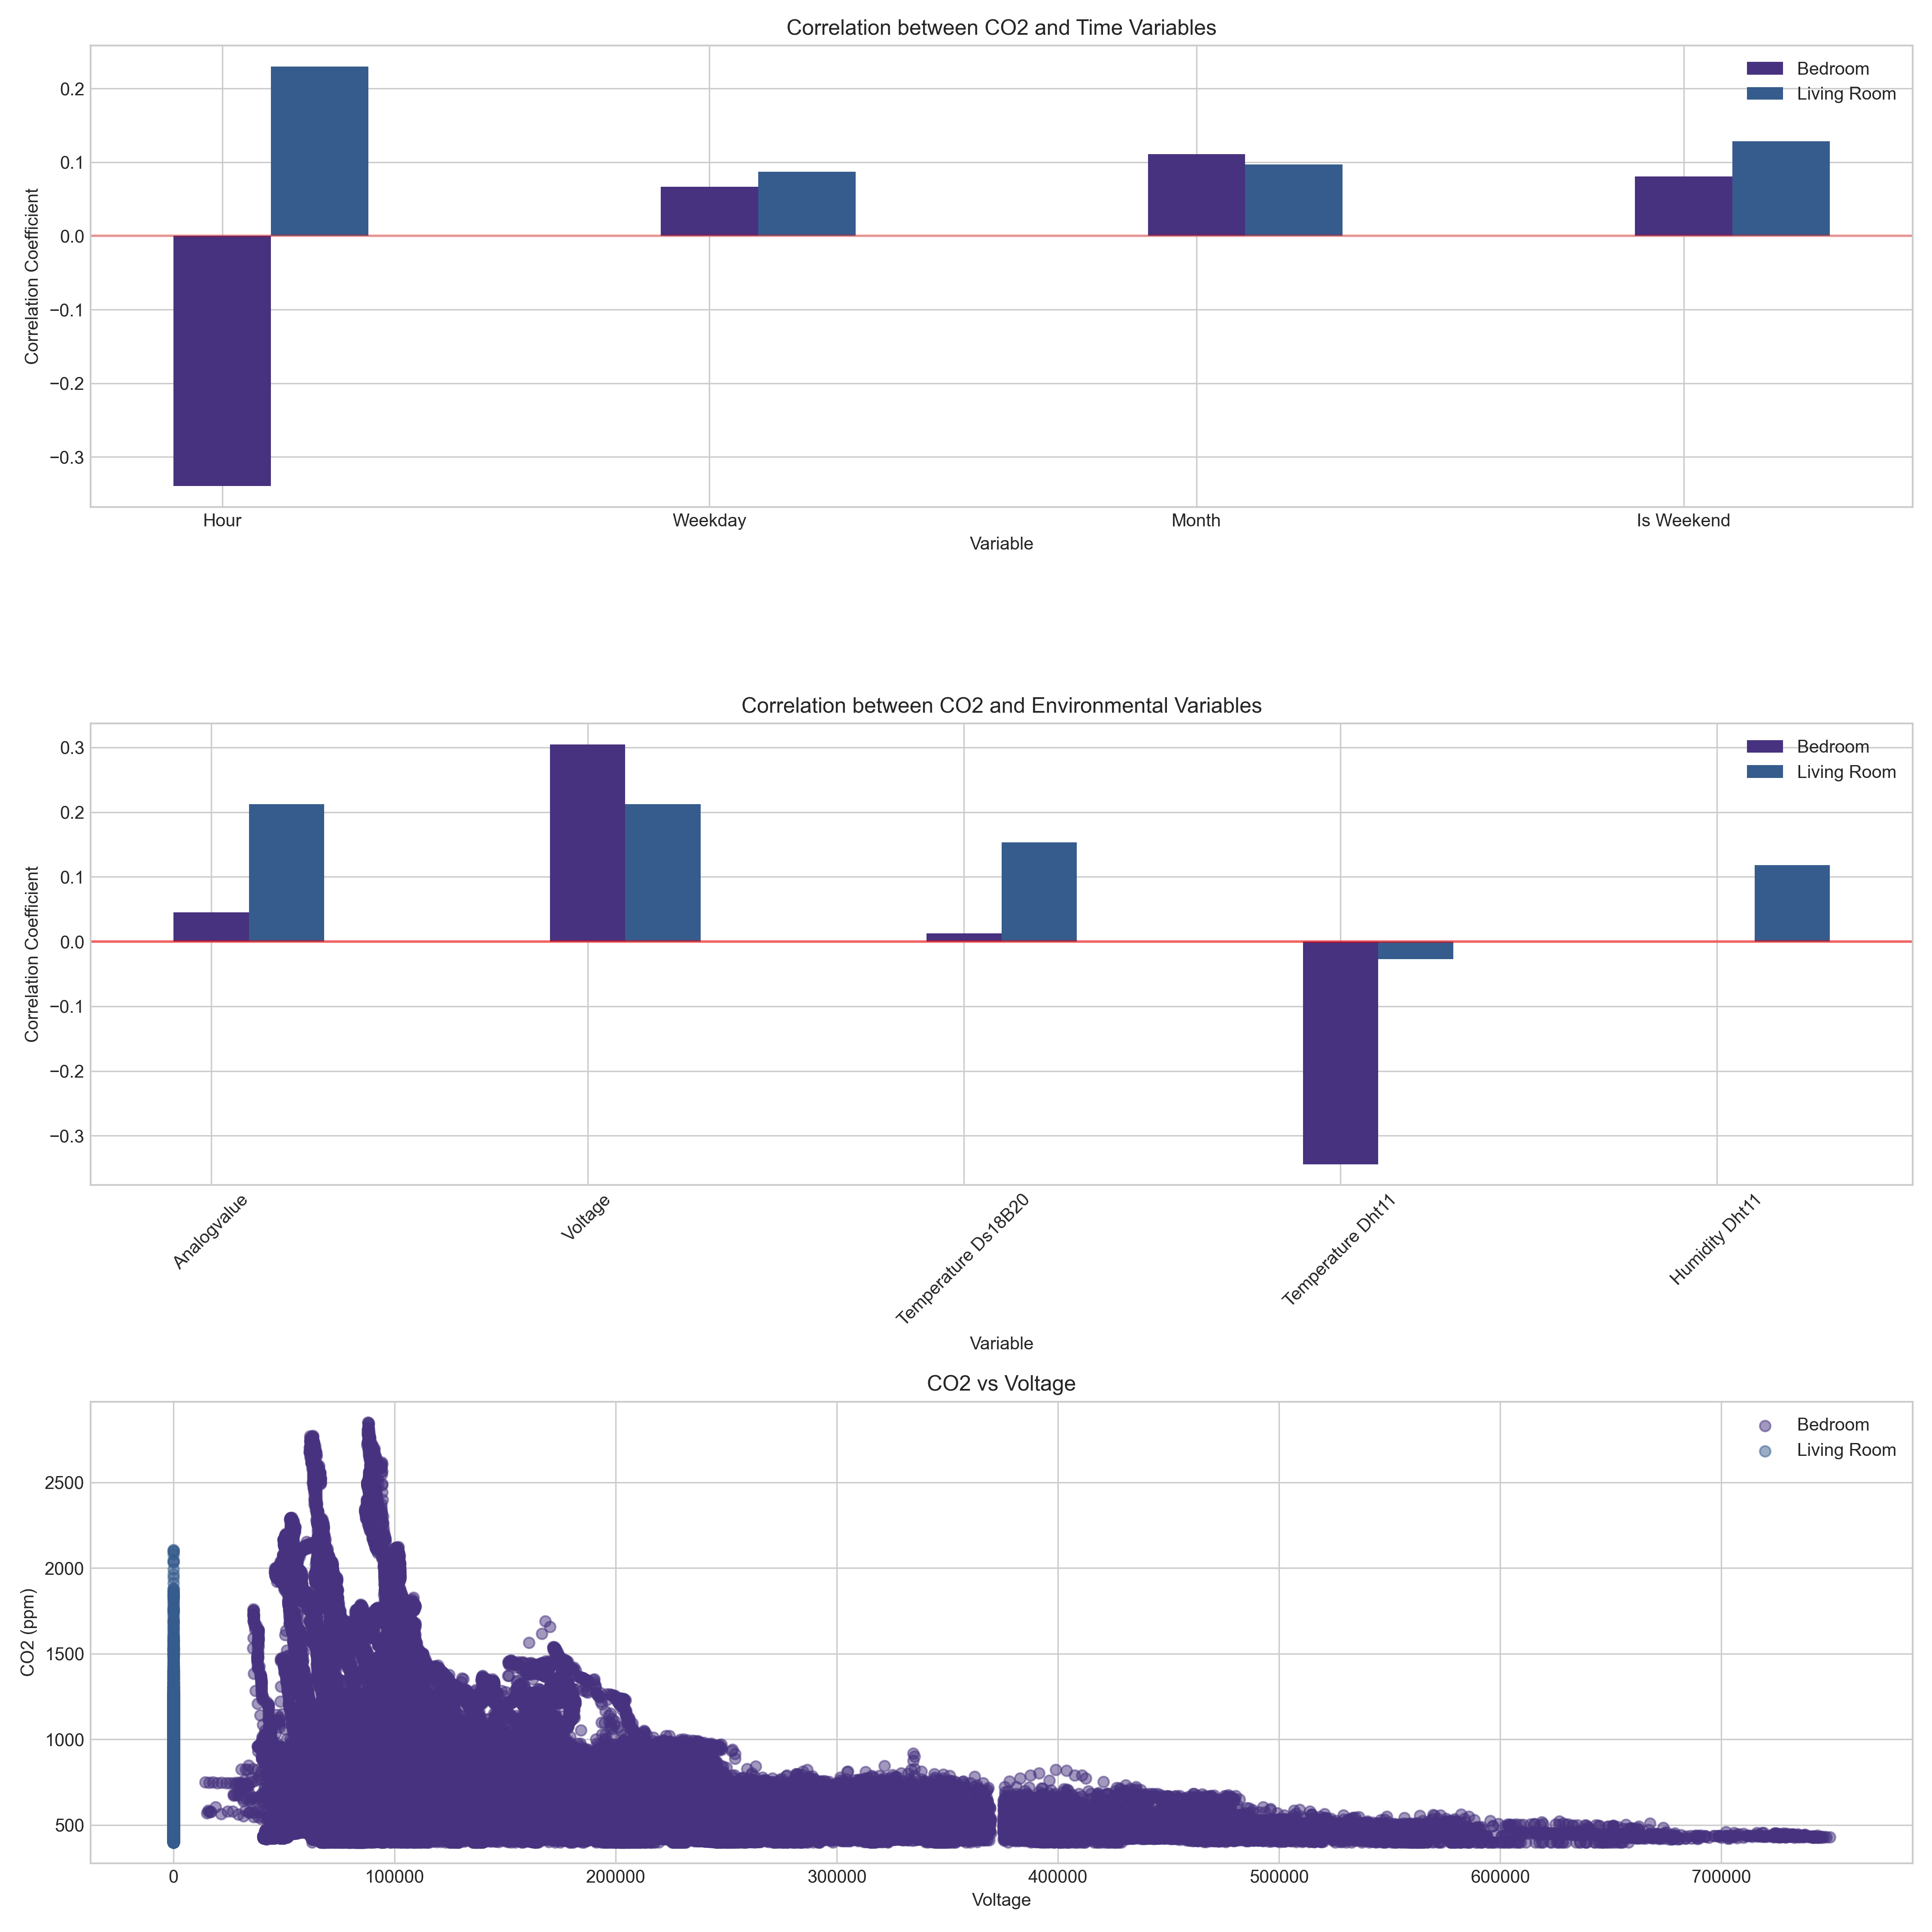 Correlation between CO2 and Time Variables
Bedroom
Living Room
Correlation Coefficient
0.2
0.1
0.0
−0.1
−0.2
−0.3
Hour
Weekday
Month
Is Weekend
Variable
Correlation between CO2 and Environmental Variables
Bedroom
Living Room
Correlation Coefficient
0.3
0.2
0.1
0.0
−0.1
−0.2
−0.3
Analogvalue
Voltage
Temperature Ds18B20
Temperature Dht11
Humidity Dht11
Variable
CO2 vs Voltage
Bedroom
Living Room
CO2 (ppm)
2500
2000
1500
1000
500
0
100000
200000
300000
400000
500000
600000
700000
Voltage